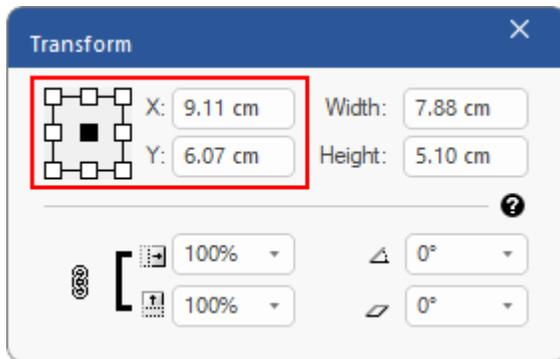 Transform
X: 9.11 cm Width: 7.88 cm
Y: 6.07 cm Height: 5.10 cm
?
100% 0°
100% 0°